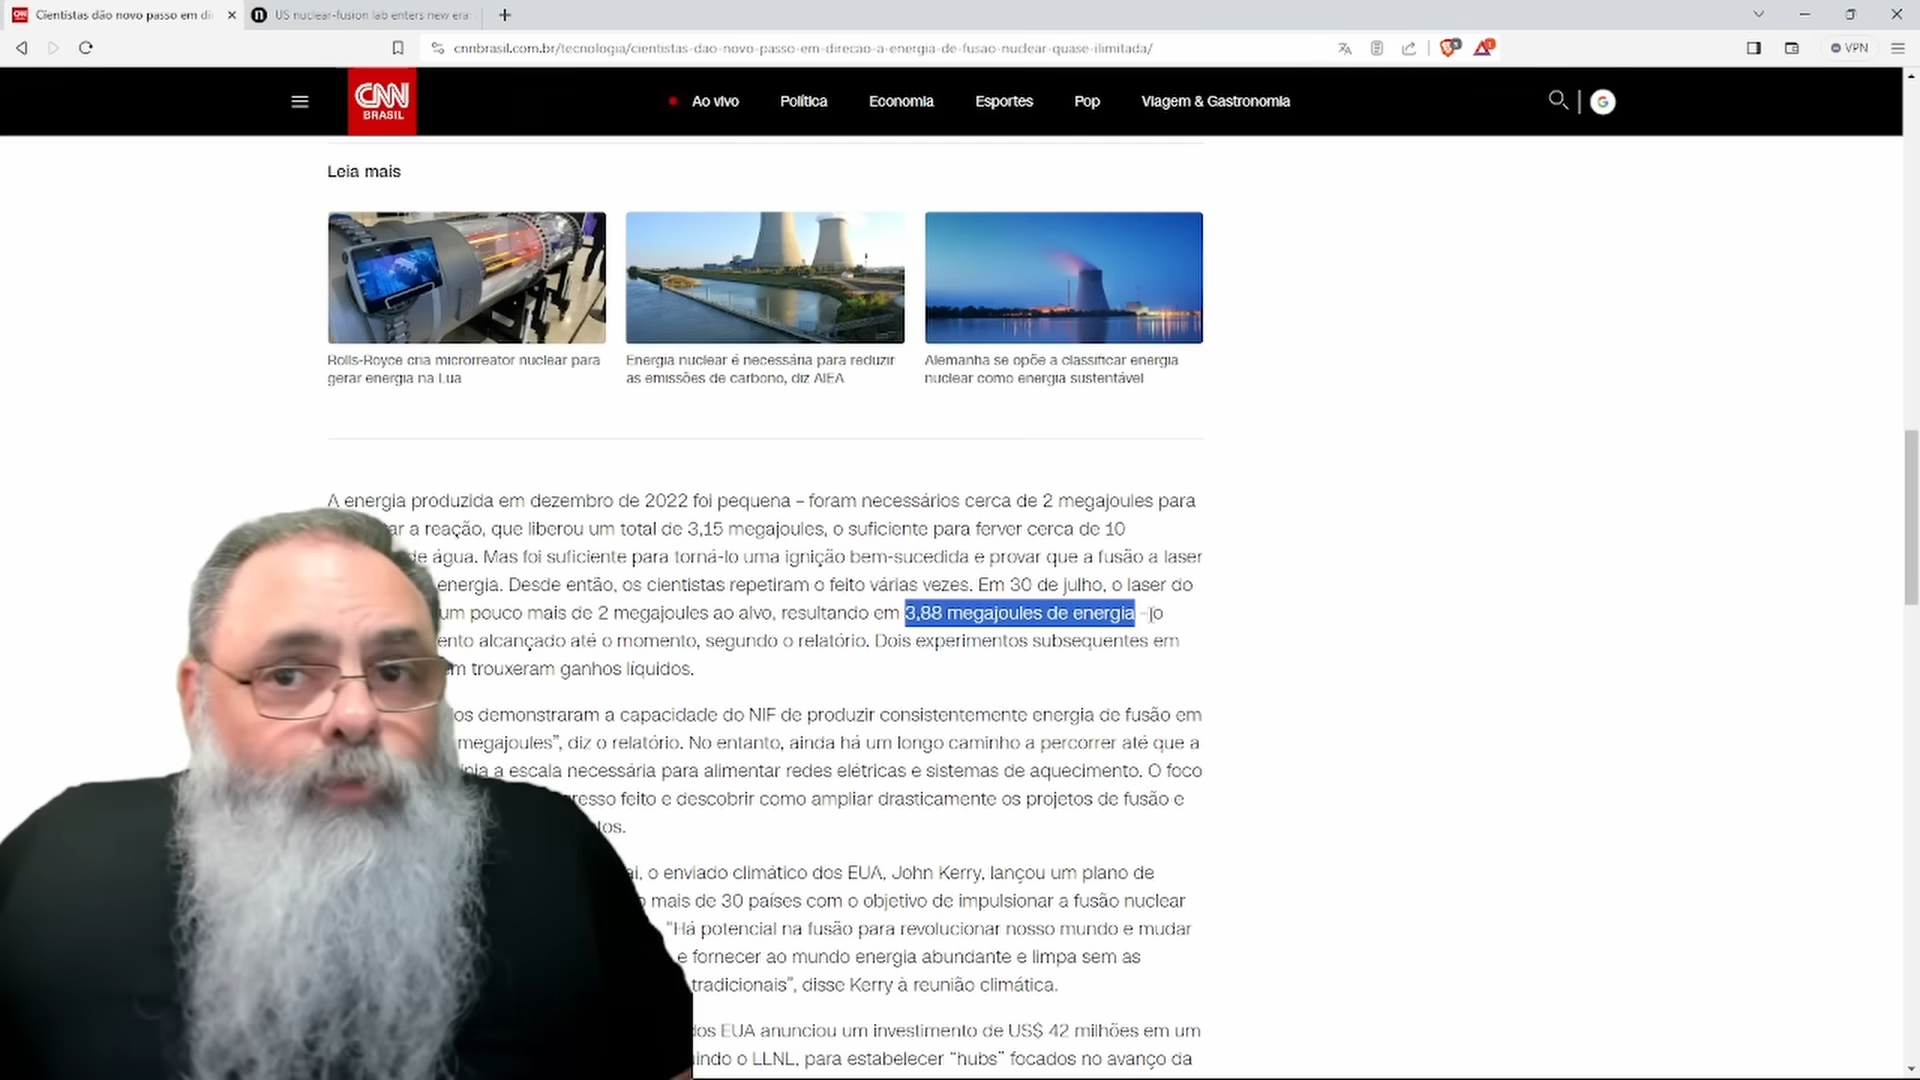 Cientistas dão novo passo em di
US nuclear-fusion lab enters new era
cnnbrasil.com.br/tecnologia/cientistas-dao-novo-passo-em-direcao-a-energia-de-fusao-nuclear-quase-ilimitada/
VPN
CNN
BRASIL
Ao vivo
Política
Economia
Esportes
Pop
Viagem & Gastronomia
Leia mais
Rolls-Royce cria microrreator nuclear para
gerar energia na Lua
Energia nuclear é necessária para reduzir
as emissões de carbono, diz AIEA
Alemanha se opõe a classificar energia
nuclear como energia sustentável
A energia produzida em dezembro de 2022 foi pequena – foram necessários cerca de 2 megajoules para
ar a reação, que liberou um total de 3,15 megajoules, o suficiente para ferver cerca de 10
de água. Mas foi suficiente para torná-lo uma ignição bem-sucedida e provar que a fusão a laser
energia. Desde então, os cientistas repetiram o feito várias vezes. Em 30 de julho, o laser do
um pouco mais de 2 megajoules ao alvo, resultando em 3,88 megajoules de energia – o
ento alcançado até o momento, segundo o relatório. Dois experimentos subsequentes em
m trouxeram ganhos líquidos.
os demonstraram a capacidade do NIF de produzir consistentemente energia de fusão em
megajoules”, diz o relatório. No entanto, ainda há um longo caminho a percorrer até que a
a escala necessária para alimentar redes elétricas e sistemas de aquecimento. O foco
resso feito e descobrir como ampliar drasticamente os projetos de fusão e
tos.
ai, o enviado climático dos EUA, John Kerry, lançou um plano de
mais de 30 países com o objetivo de impulsionar a fusão nuclear
“Há potencial na fusão para revolucionar nosso mundo e mudar
e fornecer ao mundo energia abundante e limpa sem as
tradicionais”, disse Kerry à reunião climática.
dos EUA anunciou um investimento de US$ 42 milhões em um
indo o LLNL, para estabelecer “hubs” focados no avanço da